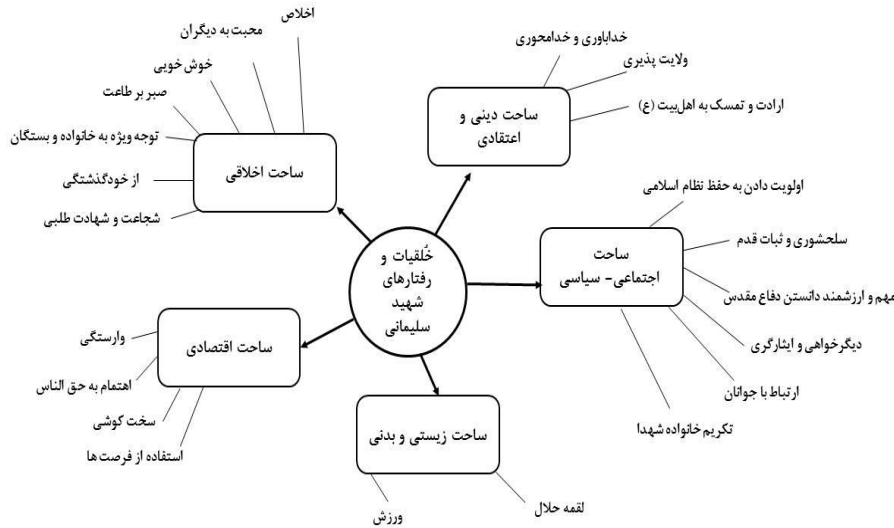 خُلقیات و
رفتارهای
شهید
سلیمانی
ساحت دینی و
اعتقادی
خداباوری و خدامحوری
ولایت پذیری
ارادت و تمسک به اهل‌بیت (ع)
ساحت
اجتماعی- سیاسی
اولویت دادن به حفظ نظام اسلامی
سلحشوری و ثبات قدم
مهم و ارزشمند دانستن دفاع مقدس
دیگرخواهی و ایثارگری
ارتباط با جوانان
تکریم خانواده شهدا
ساحت زیستی و بدنی
لقمه حلال
ورزش
ساحت اقتصادی
وارستگی
اهتمام به حق الناس
سخت کوشی
استفاده از فرصت ها
ساحت اخلاقی
اخلاص
محبت به دیگران
خوش خویی
صبر بر طاعت
توجه ویژه به خانواده و بستگان
از خودگذشتگی
شجاعت و شهادت طلبی